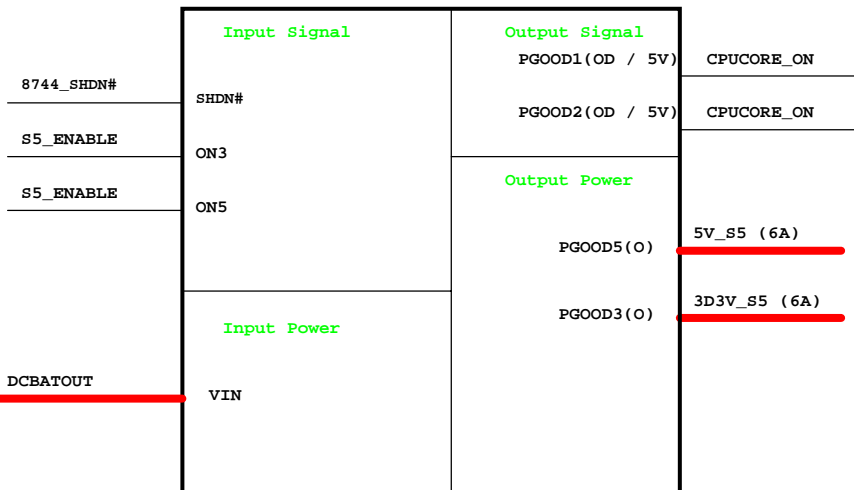 Input Signal
8744_SHDN#
SHDN#
S5_ENABLE
ON3
S5_ENABLE
ON5
Input Power
DCBATOUT
VIN
Output Signal
PGOOD1(OD / 5V)
CPUCORE_ON
PGOOD2(OD / 5V)
CPUCORE_ON
Output Power
5V_S5 (6A)
PGOOD5(O)
3D3V_S5 (6A)
PGOOD3(O)